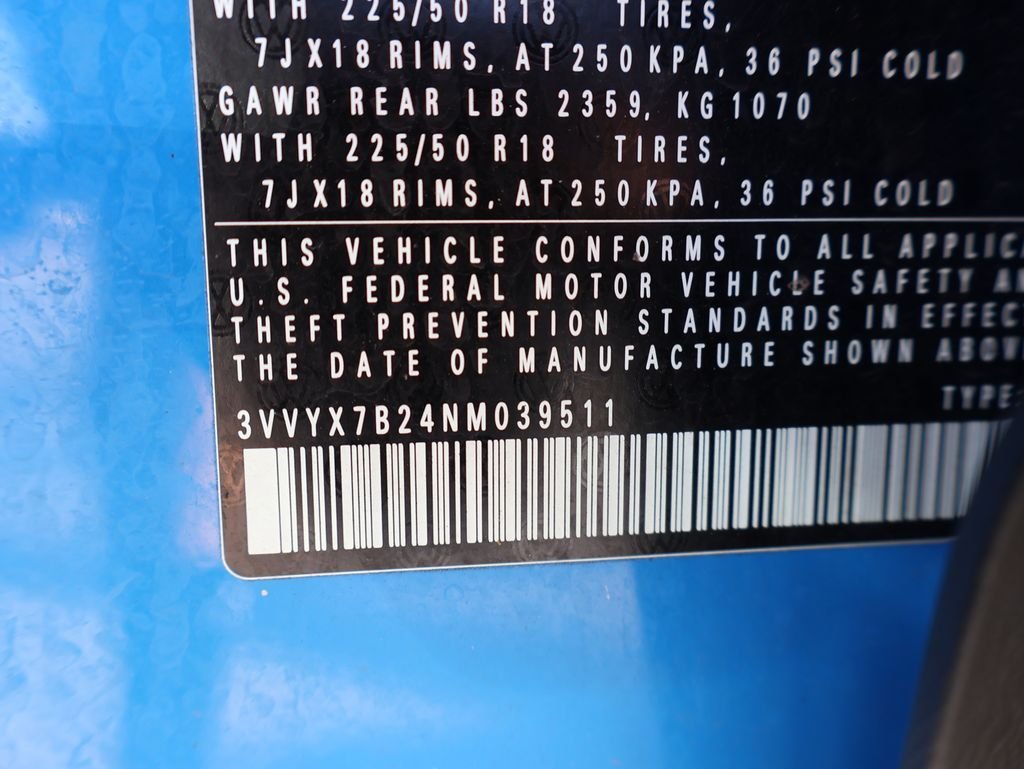 WITH 225/50 R18 TIRES,
7JX18 RIMS, AT 250 KPA, 36 PSI COLD
GAWR REAR LBS 2359, KG 1070
WITH 225/50 R18 TIRES,
7JX18 RIMS, AT 250 KPA, 36 PSI COLD
THIS VEHICLE CONFORMS TO ALL APPLIC
U.S. FEDERAL MOTOR VEHICLE SAFETY AN
THEFT PREVENTION STANDARDS IN EFFEC
THE DATE OF MANUFACTURE SHOWN ABOV
TYPE:
3VVYX7B24NM039511